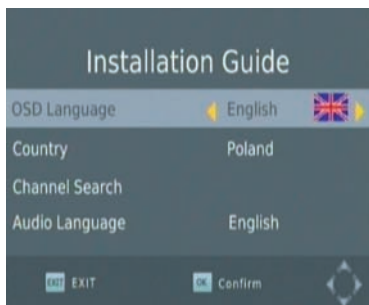 Installation Guide
OSD Language English
Country Poland
Channel Search
Audio Language English
EXIT EXIT OK Confirm